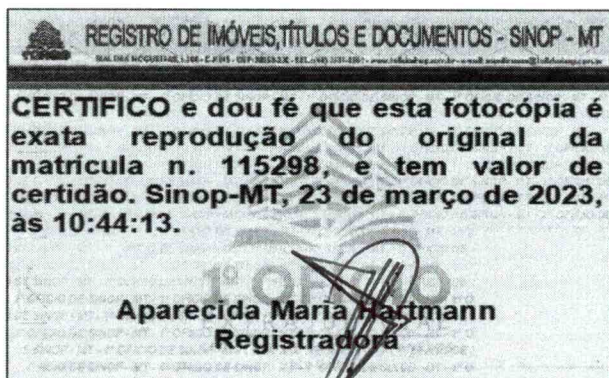 REGISTRO DE IMÓVEIS,TÍTULOS E DOCUMENTOS - SINOP - MT
CERTIFICO e dou fé que esta fotocópia é
exata reprodução do original da
matrícula n. 115298, e tem valor de
certidão. Sinop-MT, 23 de março de 2023,
às 10:44:13.
1º OFÍCIO
Aparecida Maria Hartmann
Registradora